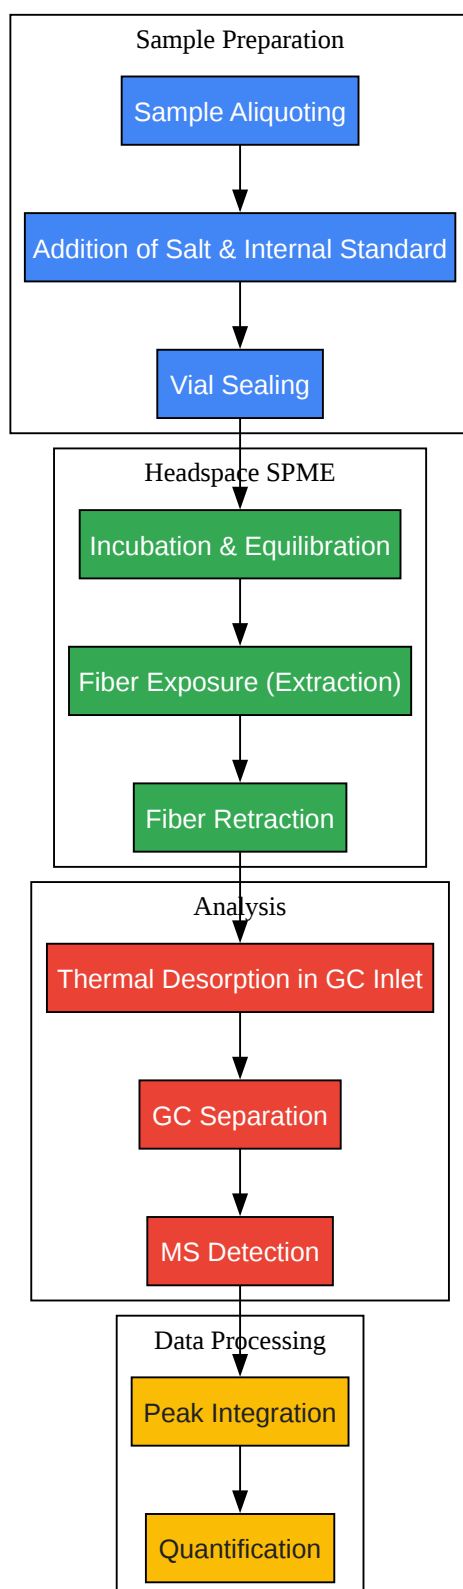 Sample Preparation
Sample Aliquoting
Addition of Salt & Internal Standard
Vial Sealing
Headspace SPME
Incubation & Equilibration
Fiber Exposure (Extraction)
Fiber Retraction
Analysis
Thermal Desorption in GC Inlet
GC Separation
MS Detection
Data Processing
Peak Integration
Quantification